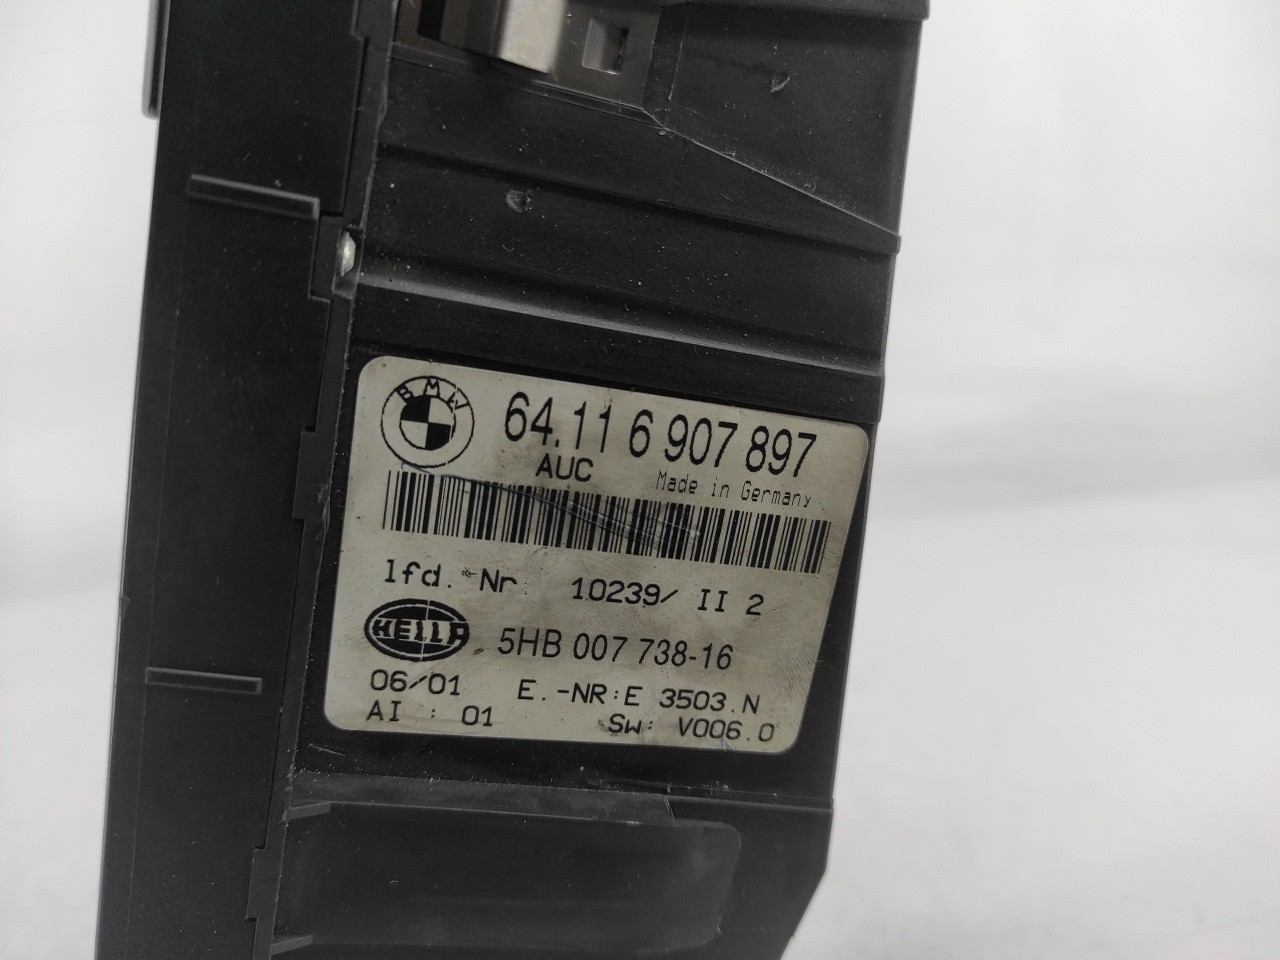 BMW
64.11 6 907 897
AUC
Made in Germany
lfd. Nr 10239/ II 2
HELLA
5HB 007 738-16
06/01 E.-NR:E 3503.N
AI : 01 Sw: V006.0